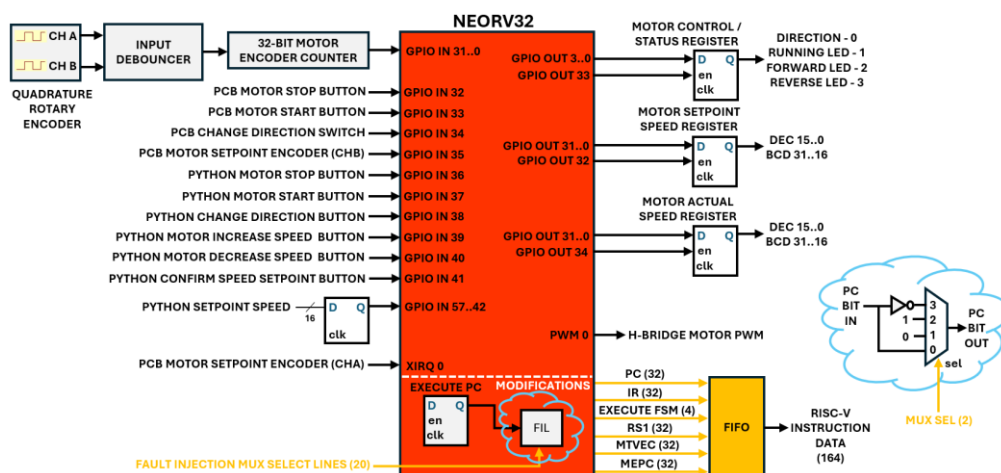 NEORV32
CH A
CH B
QUADRATURE
ROTARY
ENCODER
INPUT
DEBOUNCER
32-BIT MOTOR
ENCODER COUNTER
GPIO IN 31..0
PCB MOTOR STOP BUTTON
GPIO IN 32
PCB MOTOR START BUTTON
GPIO IN 33
PCB CHANGE DIRECTION SWITCH
GPIO IN 34
PCB MOTOR SETPOINT ENCODER (CHB)
GPIO IN 35
PYTHON MOTOR STOP BUTTON
GPIO IN 36
PYTHON MOTOR START BUTTON
GPIO IN 37
PYTHON CHANGE DIRECTION BUTTON
GPIO IN 38
PYTHON MOTOR INCREASE SPEED BUTTON
GPIO IN 39
PYTHON MOTOR DECREASE SPEED BUTTON
GPIO IN 40
PYTHON CONFIRM SPEED SETPOINT BUTTON
GPIO IN 41
PYTHON SETPOINT SPEED
16
D Q
clk
GPIO IN 57..42
PCB MOTOR SETPOINT ENCODER (CHA)
XIRQ 0
GPIO OUT 3..0
GPIO OUT 33
MOTOR CONTROL /
STATUS REGISTER
D Q
en
clk
DIRECTION - 0
RUNNING LED - 1
FORWARD LED - 2
REVERSE LED - 3
GPIO OUT 31..0
GPIO OUT 32
MOTOR SETPOINT
SPEED REGISTER
D Q
en
clk
DEC 15..0
BCD 31..16
GPIO OUT 31..0
GPIO OUT 34
MOTOR ACTUAL
SPEED REGISTER
D Q
en
clk
DEC 15..0
BCD 31..16
PWM 0
H-BRIDGE MOTOR PWM
EXECUTE PC
MODIFICATIONS
D Q
en
clk
FIL
FAULT INJECTION MUX SELECT LINES (20)
PC (32)
IR (32)
EXECUTE FSM (4)
RS1 (32)
MTVEC (32)
MEPC (32)
FIFO
RISC-V
INSTRUCTION
DATA
(164)
PC
BIT
IN
3
1 2
0 1
0
sel
PC
BIT
OUT
MUX SEL (2)